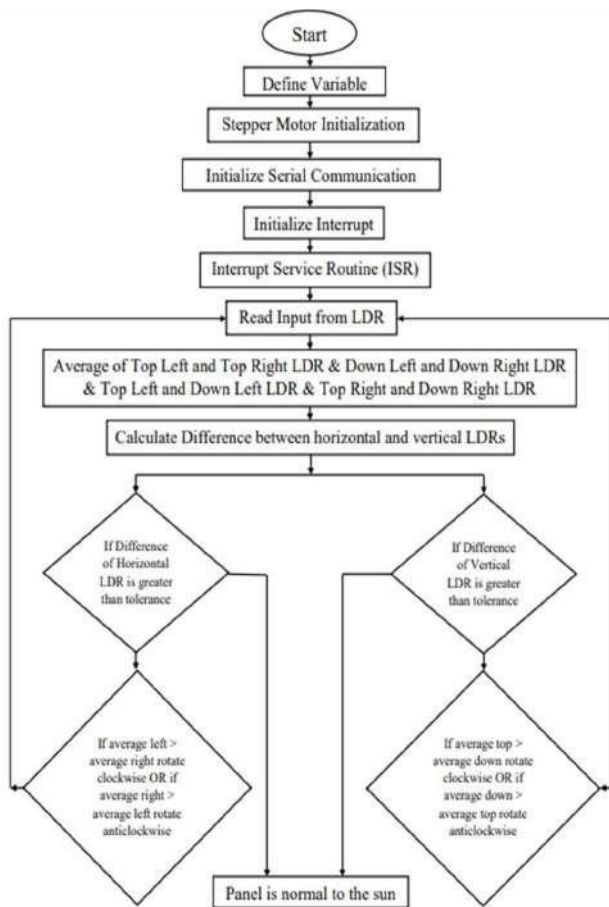 Start
Define Variable
Stepper Motor Initialization
Initialize Serial Communication
Initialize Interrupt
Interrupt Service Routine (ISR)
Read Input from LDR
Average of Top Left and Top Right LDR & Down Left and Down Right LDR
& Top Left and Down Left LDR & Top Right and Down Right LDR
Calculate Difference between horizontal and vertical LDRs
If Difference
of Horizontal
LDR is greater
than tolerance
If Difference
of Vertical
LDR is greater
than tolerance
If average left >
average right rotate
clockwise OR if
average right >
average left rotate
anticlockwise
If average top >
average down rotate
clockwise OR if
average down >
average top rotate
anticlockwise
Panel is normal to the sun